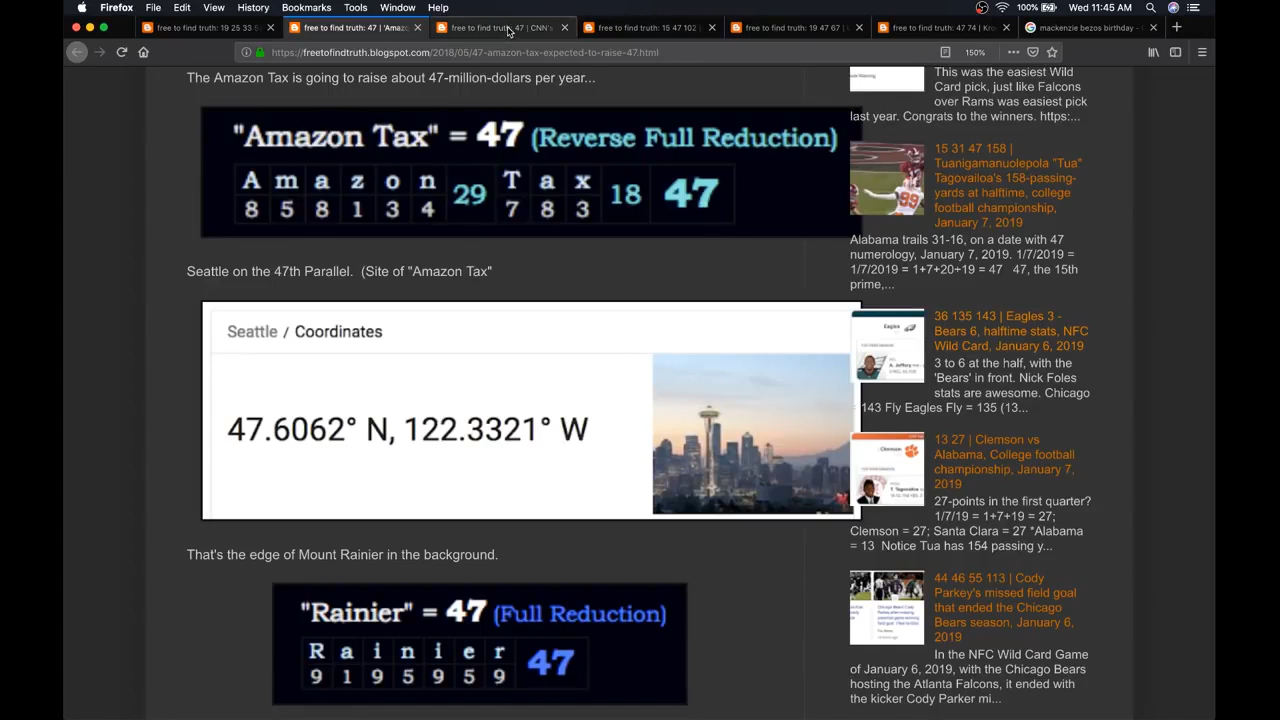 Firefox File Edit View History Bookmarks Tools Window Help
100% Wed 11:45 AM
free to find truth: 19 25 33 5
free to find truth: 47 | 'Amaz
free to find truth: 47 | CNN's
free to find truth: 15 47 102 |
free to find truth: 19 47 67 |
free to find truth: 47 74 | Kro
mackenzie bezos birthday -
https://freetofindtruth.blogspot.com/2018/05/47-amazon-tax-expected-to-raise-47.html
150%
The Amazon Tax is going to raise about 47-million-dollars per year...
"Amazon Tax" = 47 (Reverse Full Reduction)
A m a z o n 29 T a x 18 47
8 5 8 1 3 4 7 8 3
Seattle on the 47th Parallel. (Site of "Amazon Tax"
Seattle / Coordinates
47.6062° N, 122.3321° W
That's the edge of Mount Rainier in the background.
"Rainier" = 47 (Full Reduction)
R a i n i e r 47
9 1 9 5 9 5 9
This was the easiest Wild
Card pick, just like Falcons
over Rams was easiest pick
last year. Congrats to the winners. https:...
15 31 47 158 |
Tuanigamanuolepola "Tua"
Tagovailoa's 158-passing-
yards at halftime, college
football championship,
January 7, 2019
Alabama trails 31-16, on a date with 47
numerology, January 7, 2019. 1/7/2019 =
1/7/2019 = 1+7+20+19 = 47 47, the 15th
prime,...
36 135 143 | Eagles 3 -
Bears 6, halftime stats, NFC
Wild Card, January 6, 2019
3 to 6 at the half, with the
'Bears' in front. Nick Foles
stats are awesome. Chicago
= 143 Fly Eagles Fly = 135 (13...
Eagles
13 27 | Clemson vs
Alabama, College football
championship, January 7,
2019
27-points in the first quarter?
1/7/19 = 1+7+19 = 27;
Clemson = 27; Santa Clara = 27 *Alabama
= 13 Notice Tua has 154 passing y...
Clemson
44 46 55 113 | Cody
Parkey's missed field goal
that ended the Chicago
Bears season, January 6,
2019
In the NFC Wild Card Game
of January 6, 2019, with the Chicago Bears
hosting the Atlanta Falcons, it ended with
the kicker Cody Parker mi...